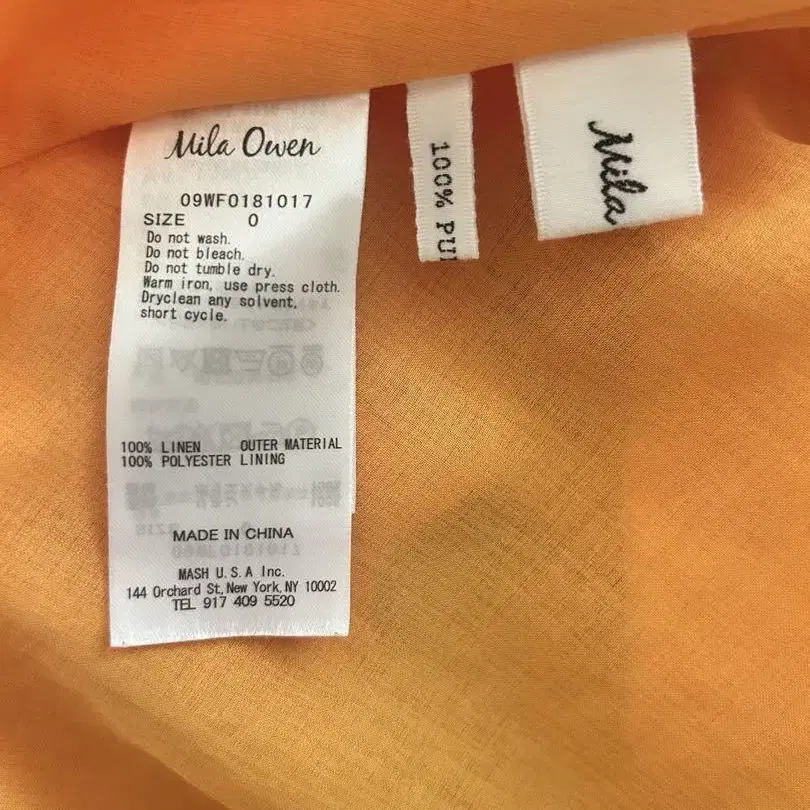 Mila Owen
09WF0181017
SIZE 0
Do not wash.
Do not bleach.
Do not tumble dry.
Warm iron, use press cloth.
Dryclean any solvent,
short cycle.
100% LINEN OUTER MATERIAL
100% POLYESTER LINING
MADE IN CHINA
MASH U.S.A Inc.
144 Orchard St, New York, NY 10002
TEL 917 409 5520
100% PU
Mila